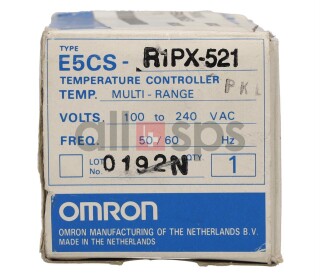 TYPE
E5CS-R1PX-521
TEMPERATURE CONTROLLER
TEMP. MULTI-RANGE
PKL
VOLTS. 100 to 240 VAC
FREQ. 50/60 Hz
LOT No. 0192N QTY. 1
OMRON
OMRON MANUFACTURING OF THE NETHERLANDS B.V.
MADE IN THE NETHERLANDS
allsps